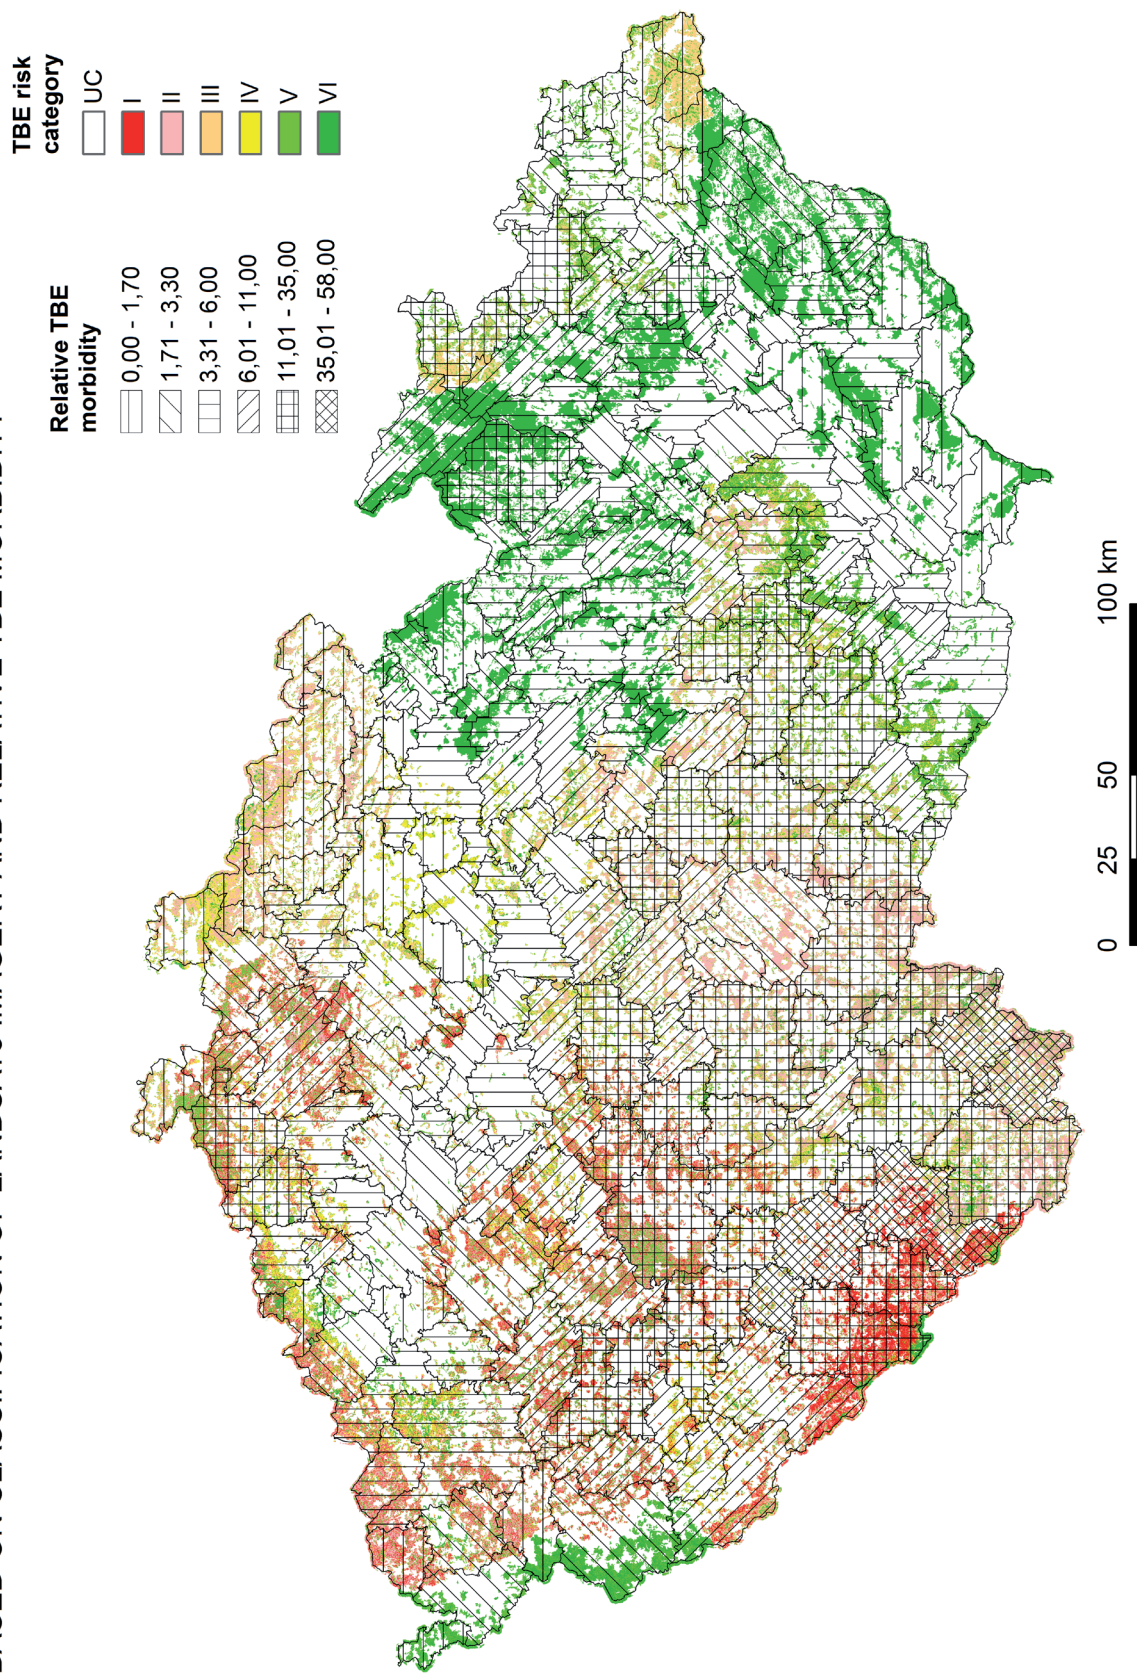 TBE risk
category
UC
I
II
III
IV
V
VI
Relative TBE
morbidity
0,00 - 1,70
1,71 - 3,30
3,31 - 6,00
6,01 - 11,00
11,01 - 35,00
35,01 - 58,00
0 25 50 100 km